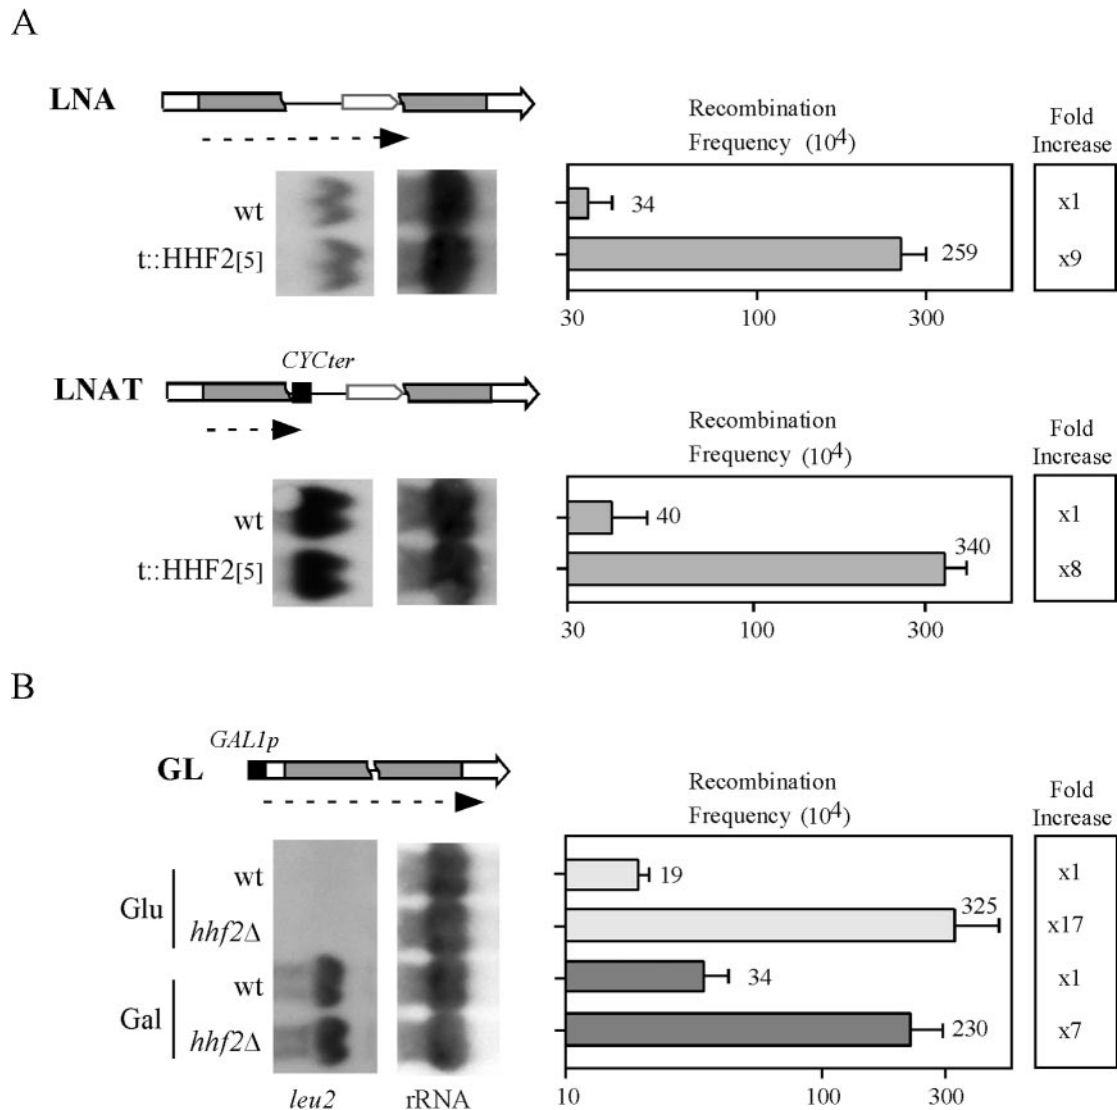 A
LNA
Recombination
Frequency (10⁴)
Fold
Increase
wt
34
x1
t::HHF2[5]
259
x9
30
100
300
CYCter
LNAT
Recombination
Frequency (10⁴)
Fold
Increase
wt
40
x1
t::HHF2[5]
340
x8
30
100
300
B
GAL1p
GL
Recombination
Frequency (10⁴)
Fold
Increase
Glu
wt
19
x1
hhf2Δ
325
x17
Gal
wt
34
x1
hhf2Δ
230
x7
leu2
rRNA
10
100
300